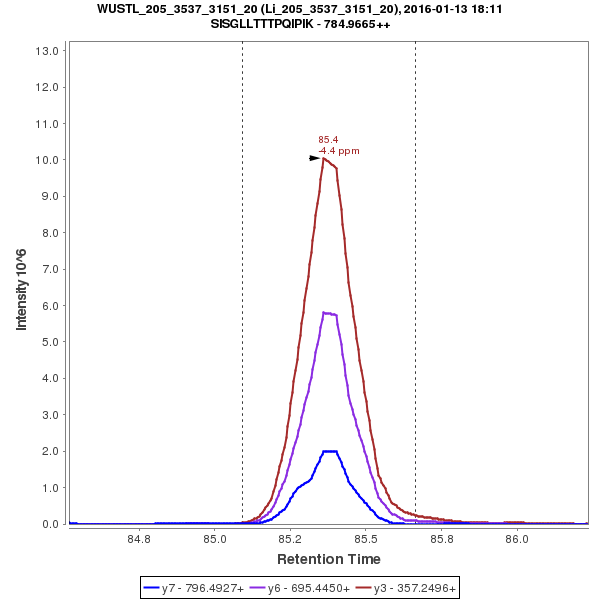 WUSTL_205_3537_3151_20 (Li_205_3537_3151_20), 2016-01-13 18:11
SISGLLTTTPQIPIK - 784.9665++
13.0
12.0
11.0
10.0
9.0
8.0
7.0
6.0
5.0
4.0
3.0
2.0
1.0
0.0
Intensity 10^6
85.4
-4.4 ppm
84.8 85.0 85.2 85.5 85.8 86.0
Retention Time
y7 - 796.4927+ y6 - 695.4450+ y3 - 357.2496+